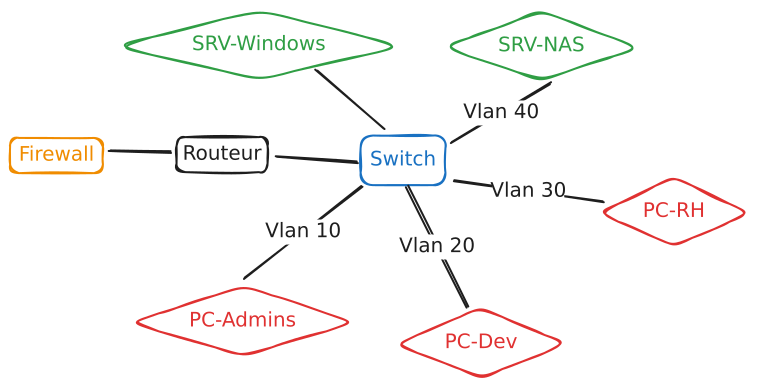 SRV-Windows
SRV-NAS
Vlan 40
Firewall
Routeur
Switch
Vlan 30
PC-RH
Vlan 10
Vlan 20
PC-Admins
PC-Dev